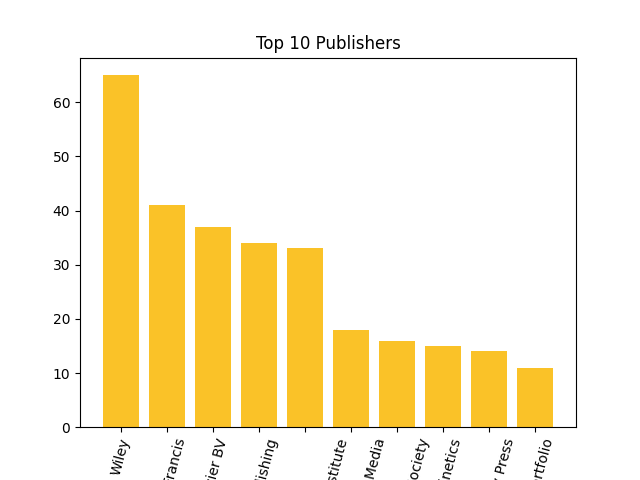 Top 10 Publishers
60
50
40
30
20
10
0
Wiley
rancis
ier BV
ishing
stitute
Media
ociety
inetics
Press
rtfolio